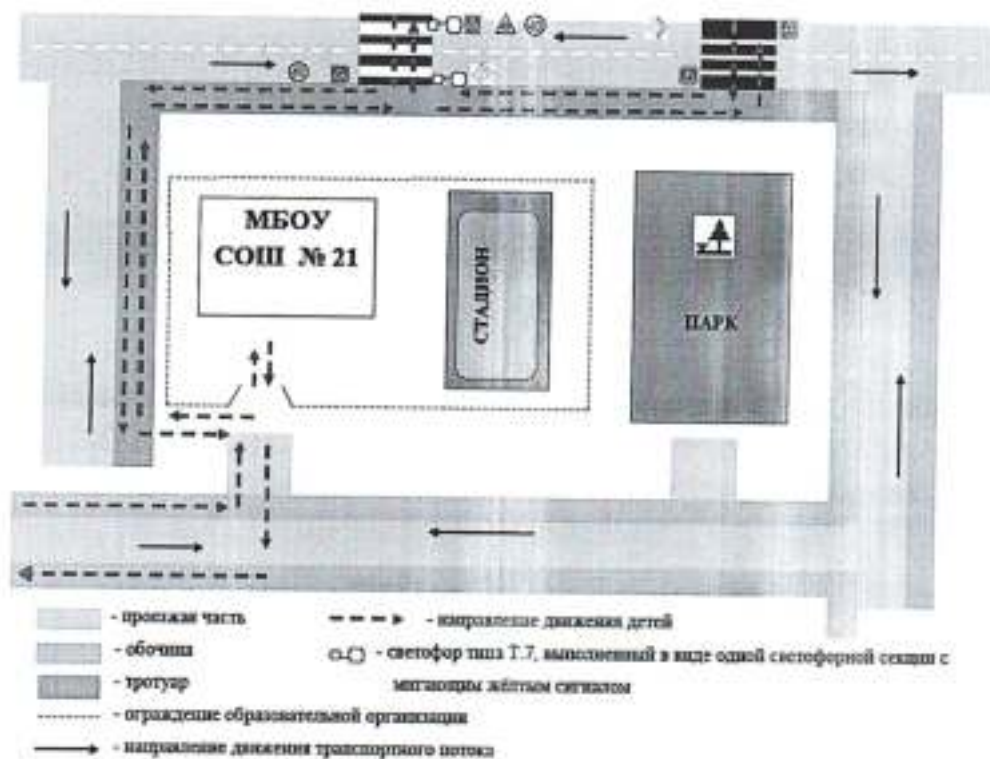 МБОУ
СОШ № 21
СТАДИОН
ПАРК
- проезжая часть
- обочина
- тротуар
- ограждение образовательной организации
- направление движения транспортного потока
- направление движения детей
- светофор типа Т.7, выполненный в виде одной светофорной секции с
мигающим жёлтым сигналом